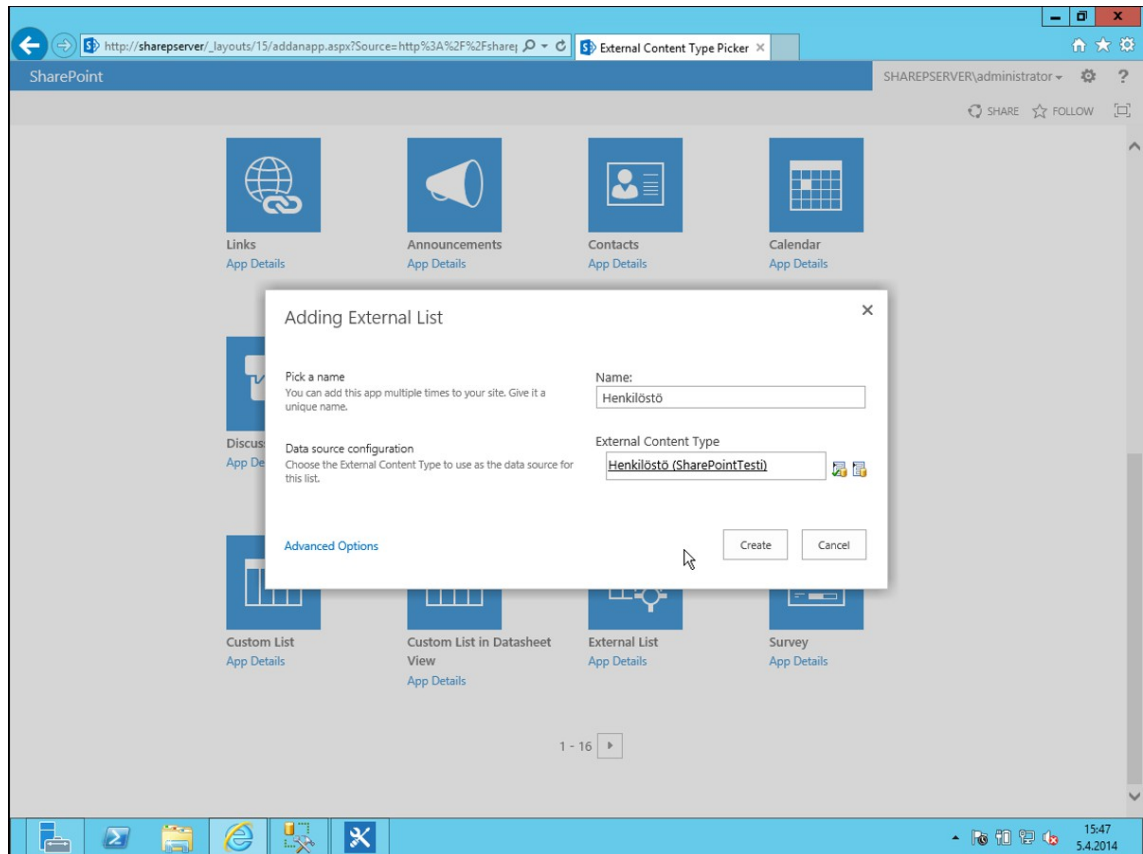 http://sharepserver/_layouts/15/addanapp.aspx?Source=http%3A%2F%2Fsharep
External Content Type Picker
SharePoint
SHAREPSERVER\administrator
SHARE
FOLLOW
Links
App Details
Announcements
App Details
Contacts
App Details
Calendar
App Details
Adding External List
Pick a name
You can add this app multiple times to your site. Give it a
unique name.
Name:
Henkilöstö
Data source configuration
Choose the External Content Type to use as the data source for
this list.
External Content Type
Henkilöstö (SharePointTesti)
Advanced Options
Create
Cancel
Discus
App De
Custom List
App Details
Custom List in Datasheet
View
App Details
External List
App Details
Survey
App Details
1 - 16
15:47
5.4.2014